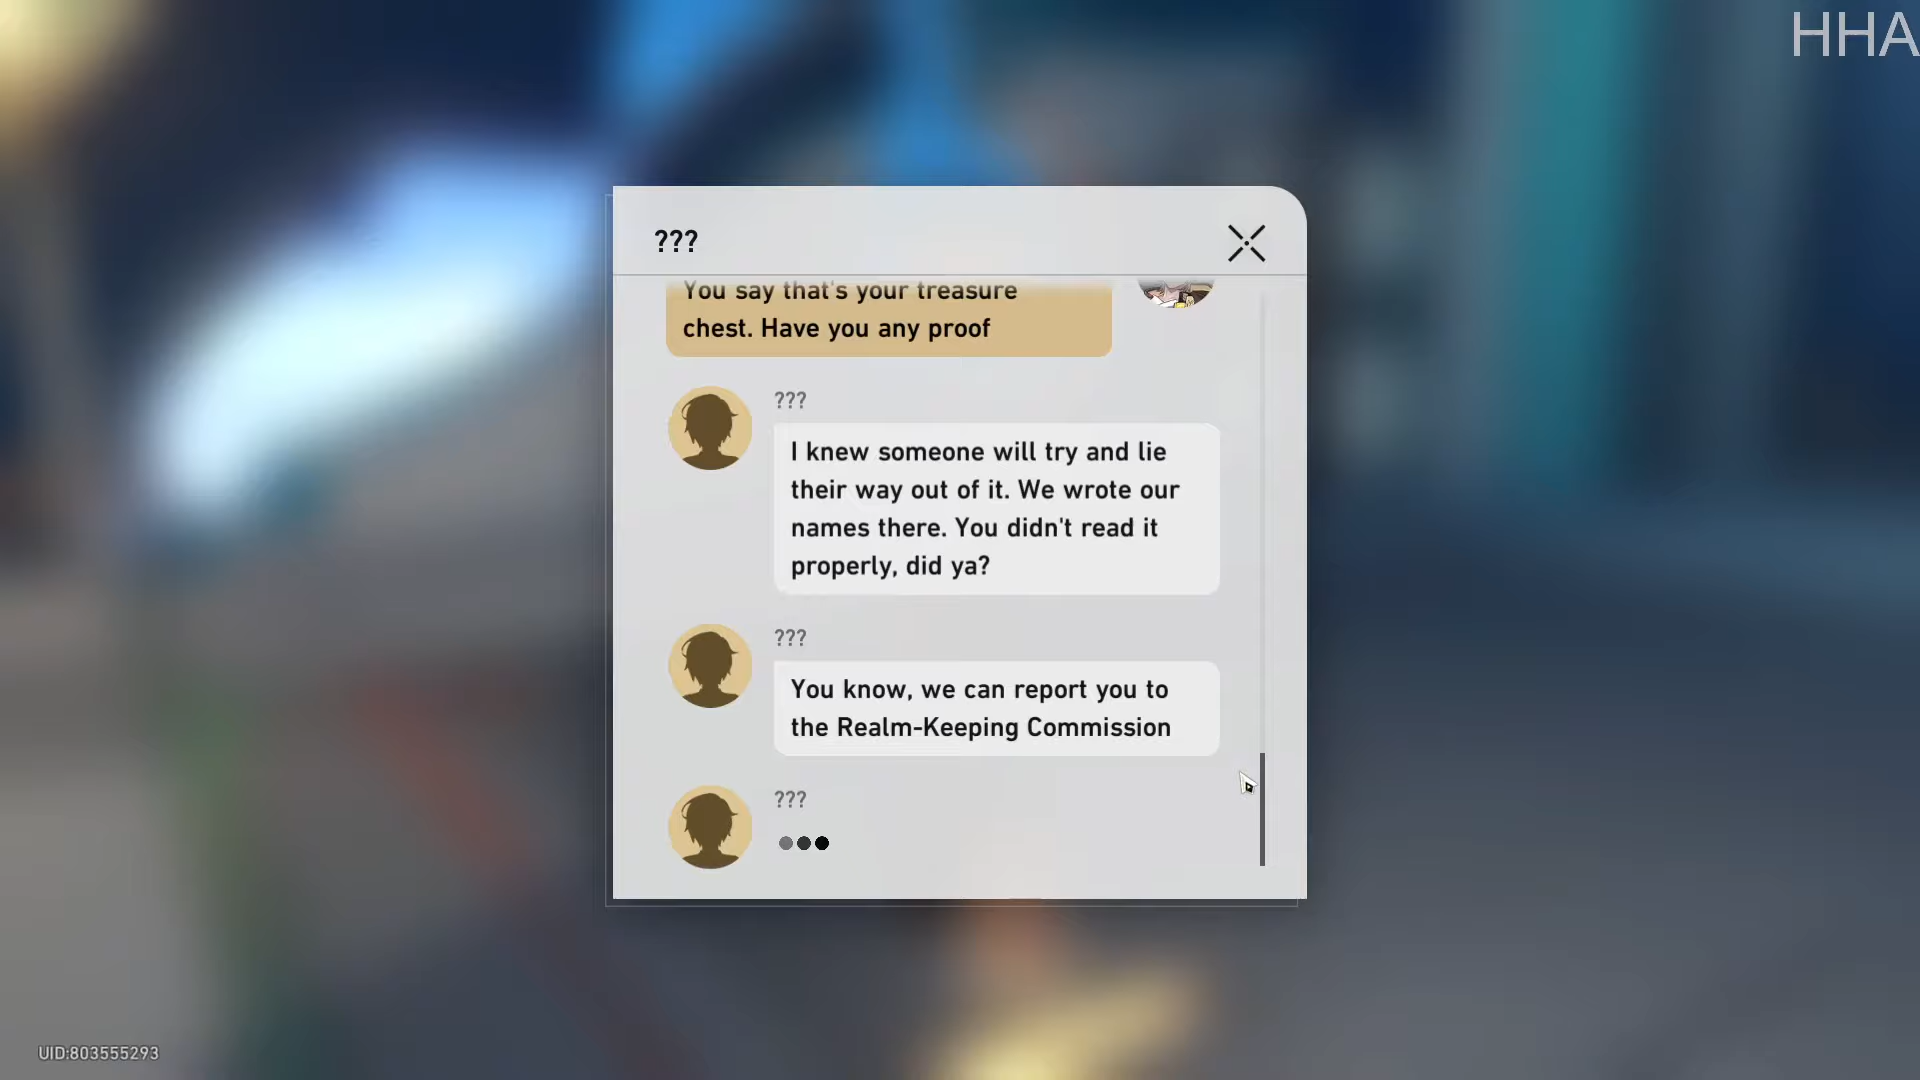 HHA
???
You say that's your treasure
chest. Have you any proof
???
I knew someone will try and lie
their way out of it. We wrote our
names there. You didn't read it
properly, did ya?
???
You know, we can report you to
the Realm-Keeping Commission
???
UID:803555293